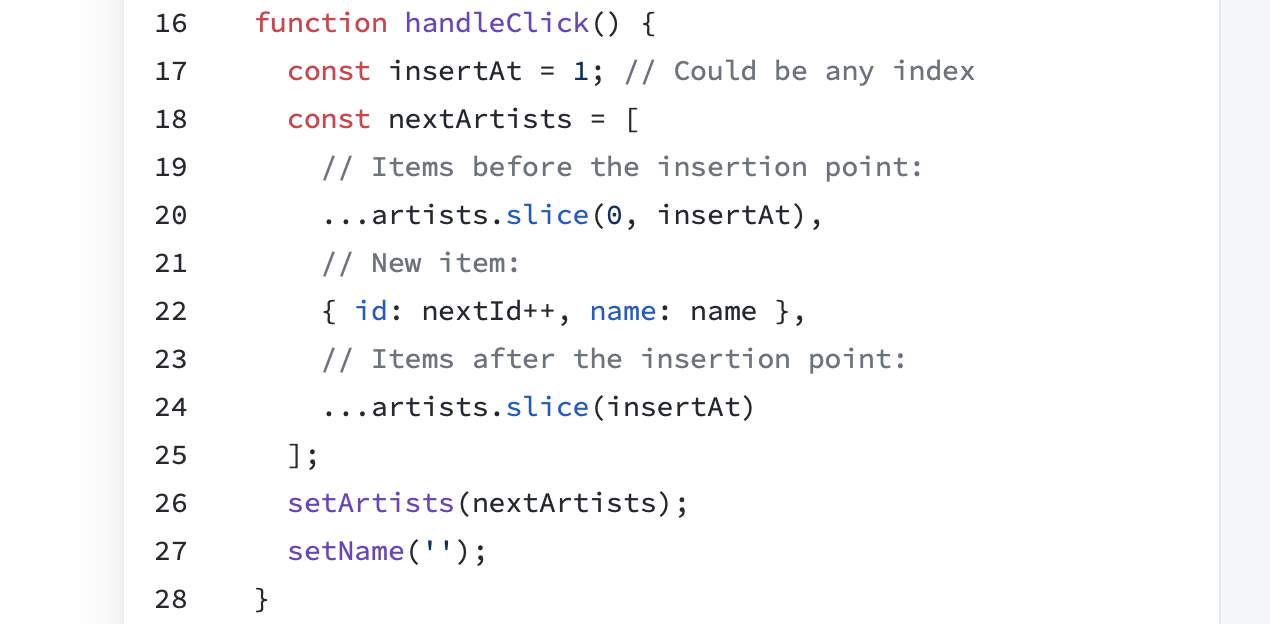 16 function handleClick() {
17 const insertAt = 1; // Could be any index
18 const nextArtists = [
19 // Items before the insertion point:
20 ...artists.slice(0, insertAt),
21 // New item:
22 { id: nextId++, name: name },
23 // Items after the insertion point:
24 ...artists.slice(insertAt)
25 ];
26 setArtists(nextArtists);
27 setName('');
28 }